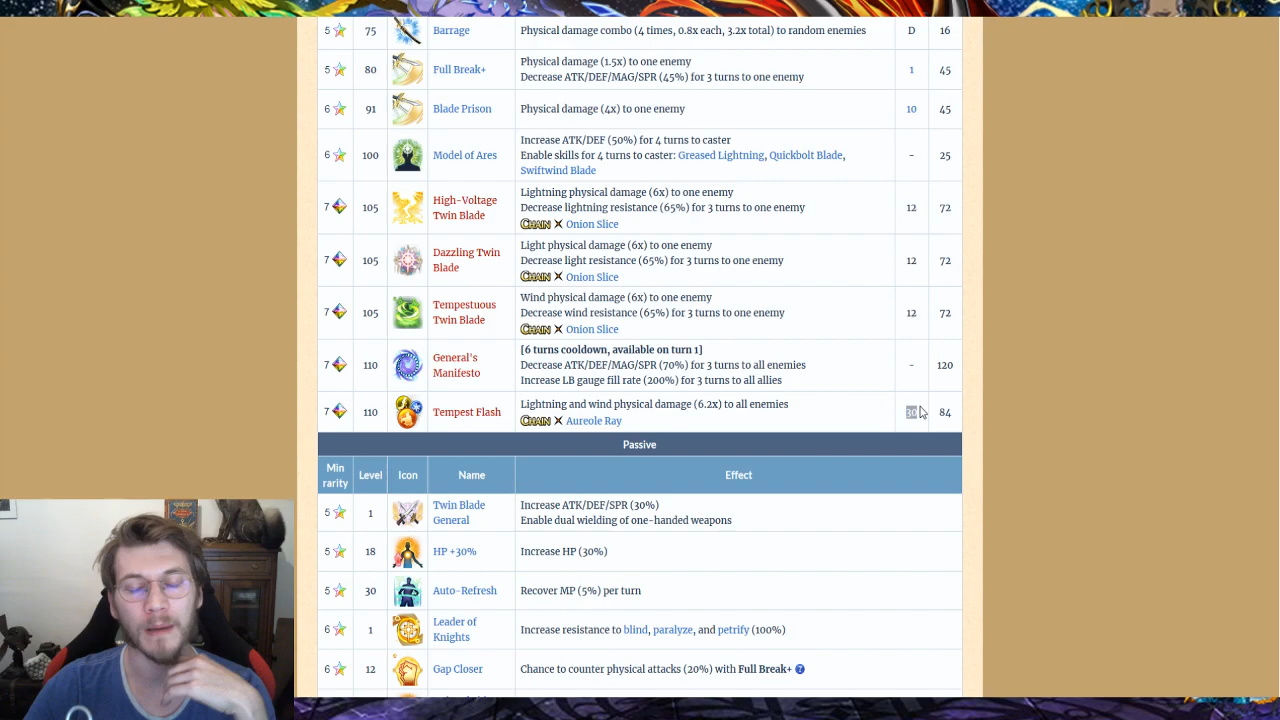 5 75 Barrage Physical damage combo (4 times, 0.8x each, 3.2x total) to random enemies D 16
5 80 Full Break+ Physical damage (1.5x) to one enemy
Decrease ATK/DEF/MAG/SPR (45%) for 3 turns to one enemy 1 45
6 91 Blade Prison Physical damage (4x) to one enemy 10 45
6 100 Model of Ares Increase ATK/DEF (50%) for 4 turns to caster
Enable skills for 4 turns to caster: Greased Lightning, Quickbolt Blade,
Swiftwind Blade - 25
7 105 High-Voltage
Twin Blade Lightning physical damage (6x) to one enemy
Decrease lightning resistance (65%) for 3 turns to one enemy
CHAIN Onion Slice 12 72
7 105 Dazzling Twin
Blade Light physical damage (6x) to one enemy
Decrease light resistance (65%) for 3 turns to one enemy
CHAIN Onion Slice 12 72
7 105 Tempestuous
Twin Blade Wind physical damage (6x) to one enemy
Decrease wind resistance (65%) for 3 turns to one enemy
CHAIN Onion Slice 12 72
7 110 General's
Manifesto [6 turns cooldown, available on turn 1]
Decrease ATK/DEF/MAG/SPR (70%) for 3 turns to all enemies
Increase LB gauge fill rate (200%) for 3 turns to all allies - 120
7 110 Tempest Flash Lightning and wind physical damage (6.2x) to all enemies
CHAIN Aureole Ray 30 84
Passive
Min
rarity Level Icon Name Effect
5 1 Twin Blade
General Increase ATK/DEF/SPR (30%)
Enable dual wielding of one-handed weapons
5 18 HP +30% Increase HP (30%)
5 30 Auto-Refresh Recover MP (5%) per turn
6 1 Leader of
Knights Increase resistance to blind, paralyze, and petrify (100%)
6 12 Gap Closer Chance to counter physical attacks (20%) with Full Break+ ?